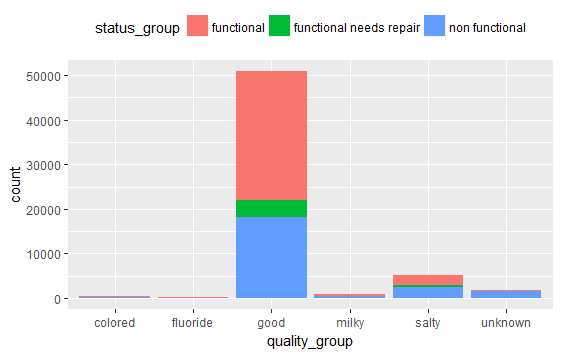 status_group functional functional needs repair non functional
50000
40000
30000
20000
10000
0
count
colored fluoride good milky salty unknown
quality_group